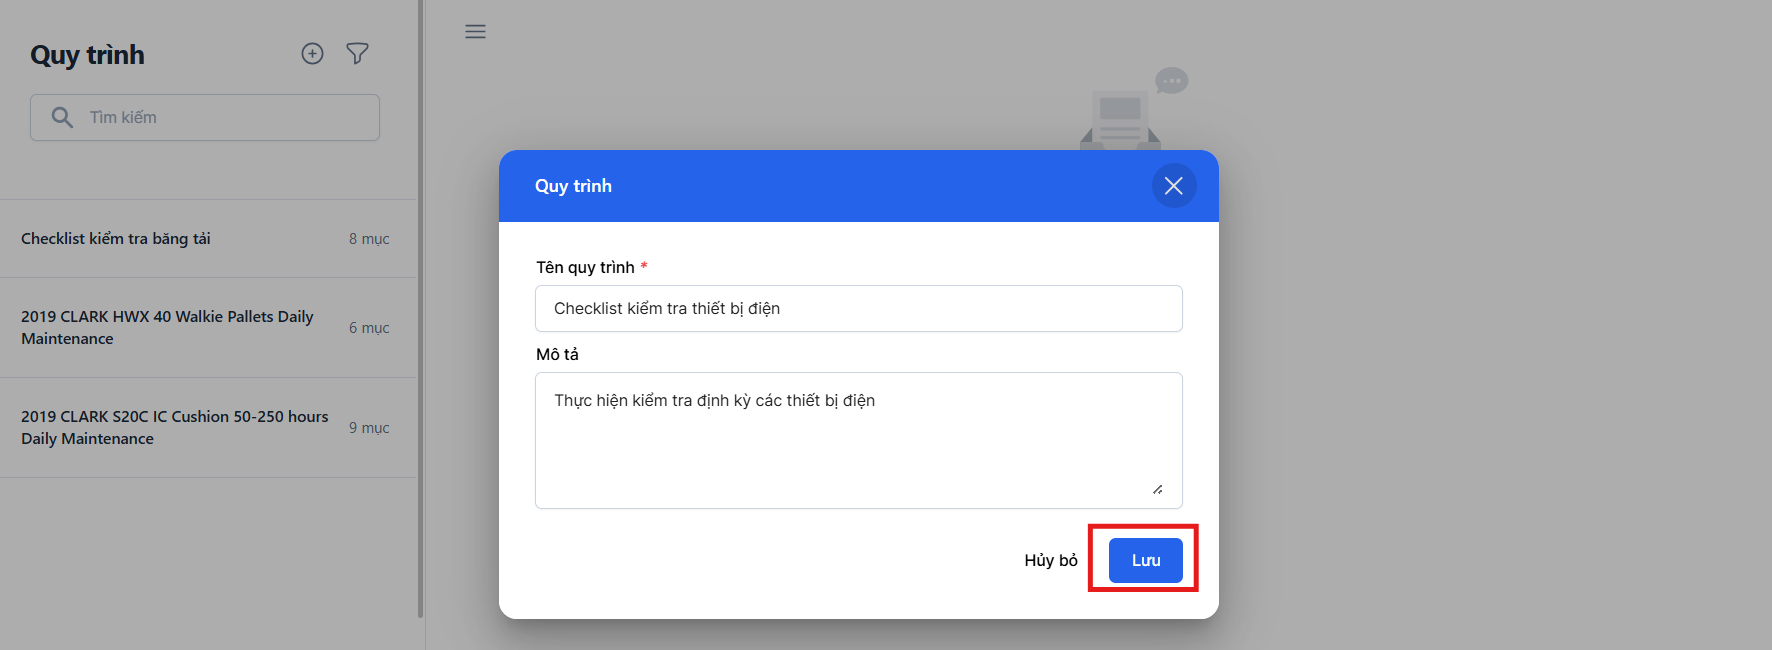 Quy trình
Tìm kiếm
Checklist kiểm tra băng tải
8 mục
2019 CLARK HWX 40 Walkie Pallets Daily
Maintenance
6 mục
2019 CLARK S20C IC Cushion 50-250 hours
Daily Maintenance
9 mục
Quy trình
Tên quy trình *
Checklist kiểm tra thiết bị điện
Mô tả
Thực hiện kiểm tra định kỳ các thiết bị điện
Hủy bỏ
Lưu